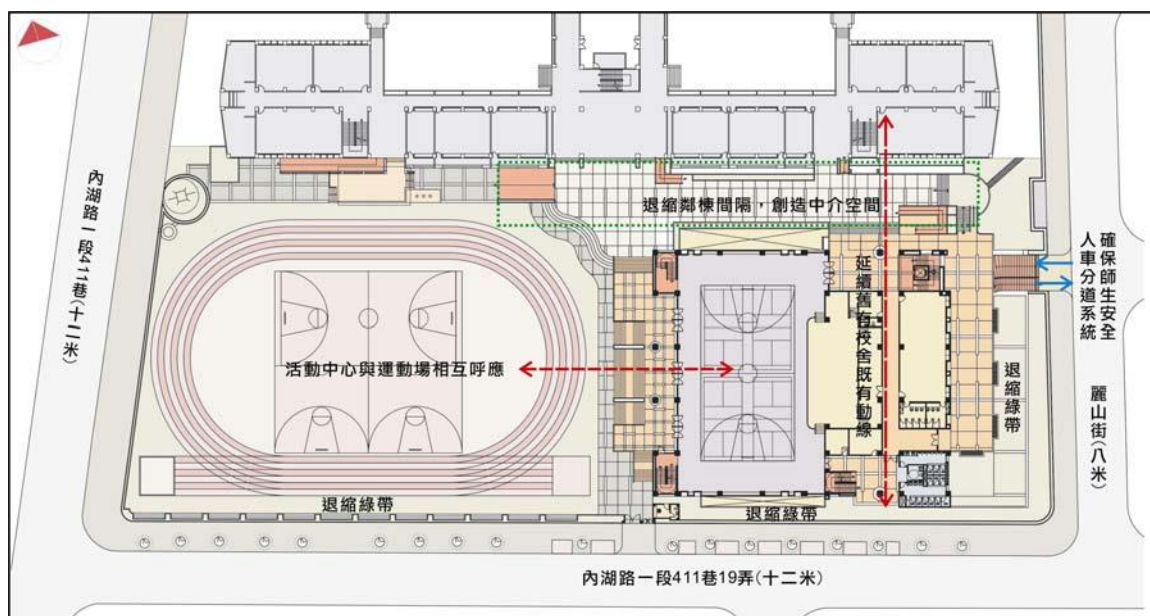 退縮鄰棟間隔，創造中介空間
內湖路一段411巷(十二米)
確保師生安全
人車分道系統
延續舊有校舍既有動線
活動中心與運動場相互呼應
退縮綠帶
麗山街(八米)
退縮綠帶
退縮綠帶
內湖路一段411巷19弄(十二米)